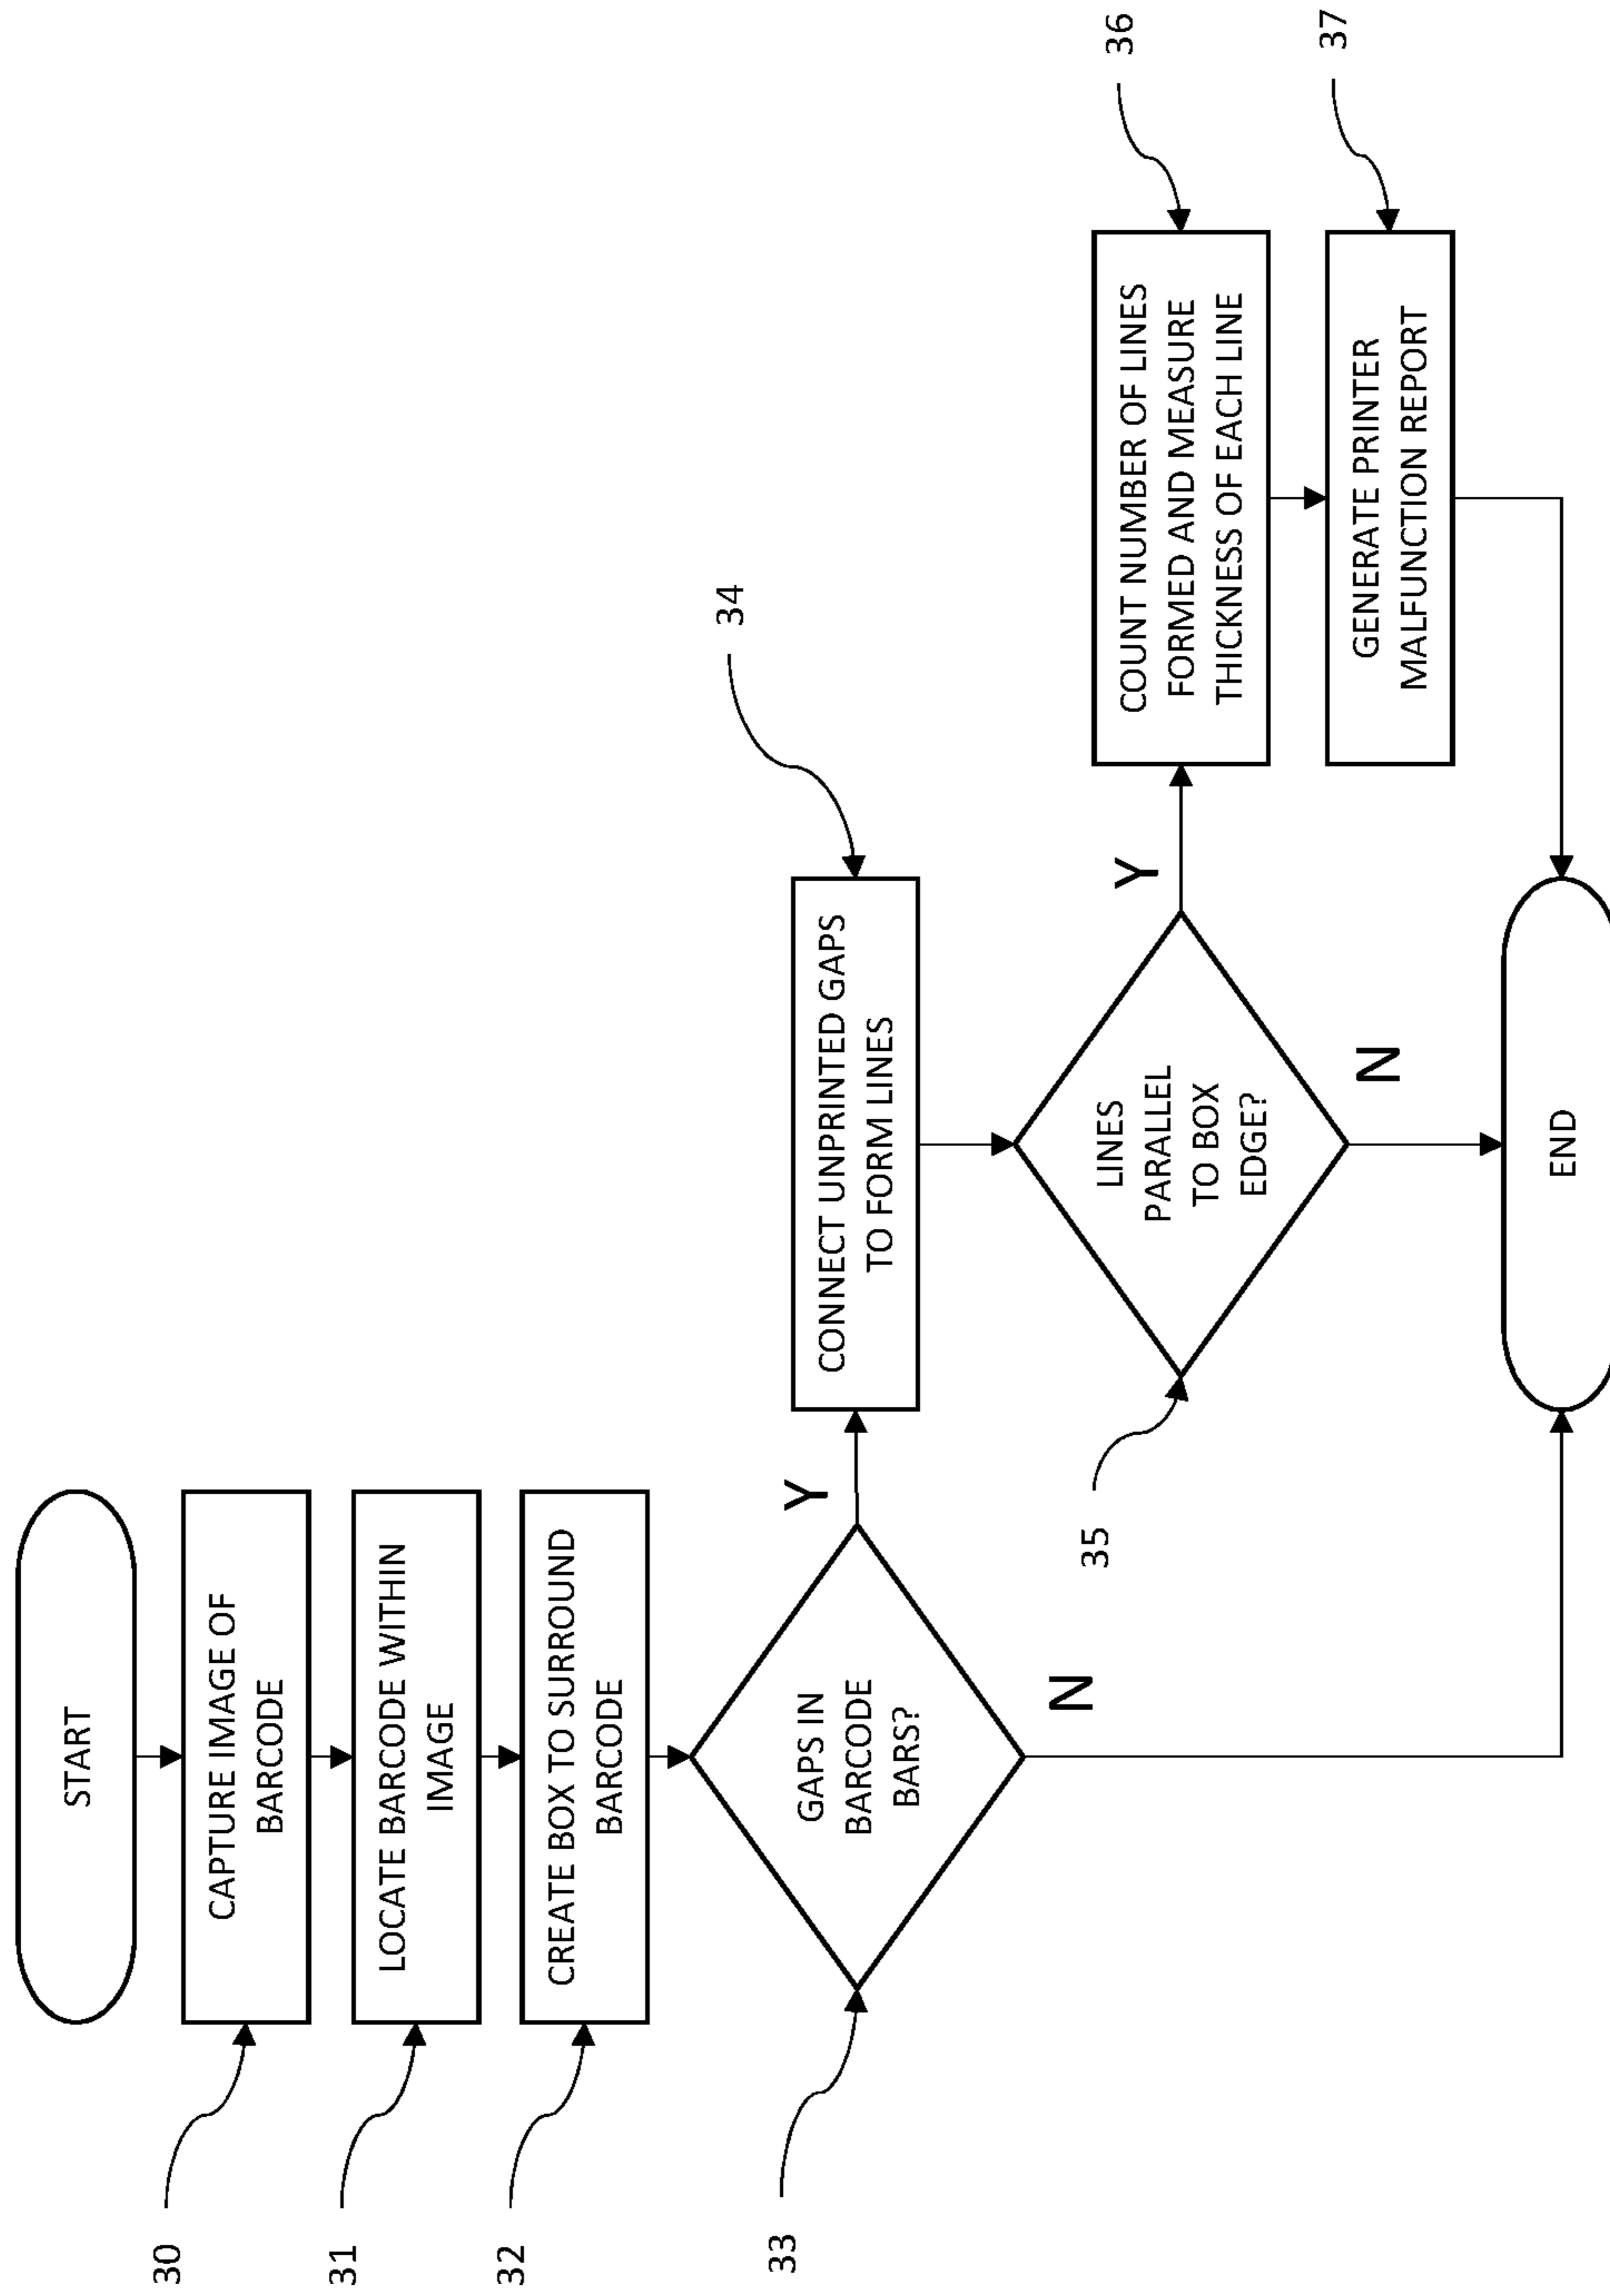 START
30
CAPTURE IMAGE OF
BARCODE
31
LOCATE BARCODE WITHIN
IMAGE
32
CREATE BOX TO SURROUND
BARCODE
33
GAPS IN
BARCODE
BARS?
Y
N
34
CONNECT UNPRINTED GAPS
TO FORM LINES
35
LINES
PARALLEL
TO BOX
EDGE?
Y
N
36
COUNT NUMBER OF LINES
FORMED AND MEASURE
THICKNESS OF EACH LINE
37
GENERATE PRINTER
MALFUNCTION REPORT
END